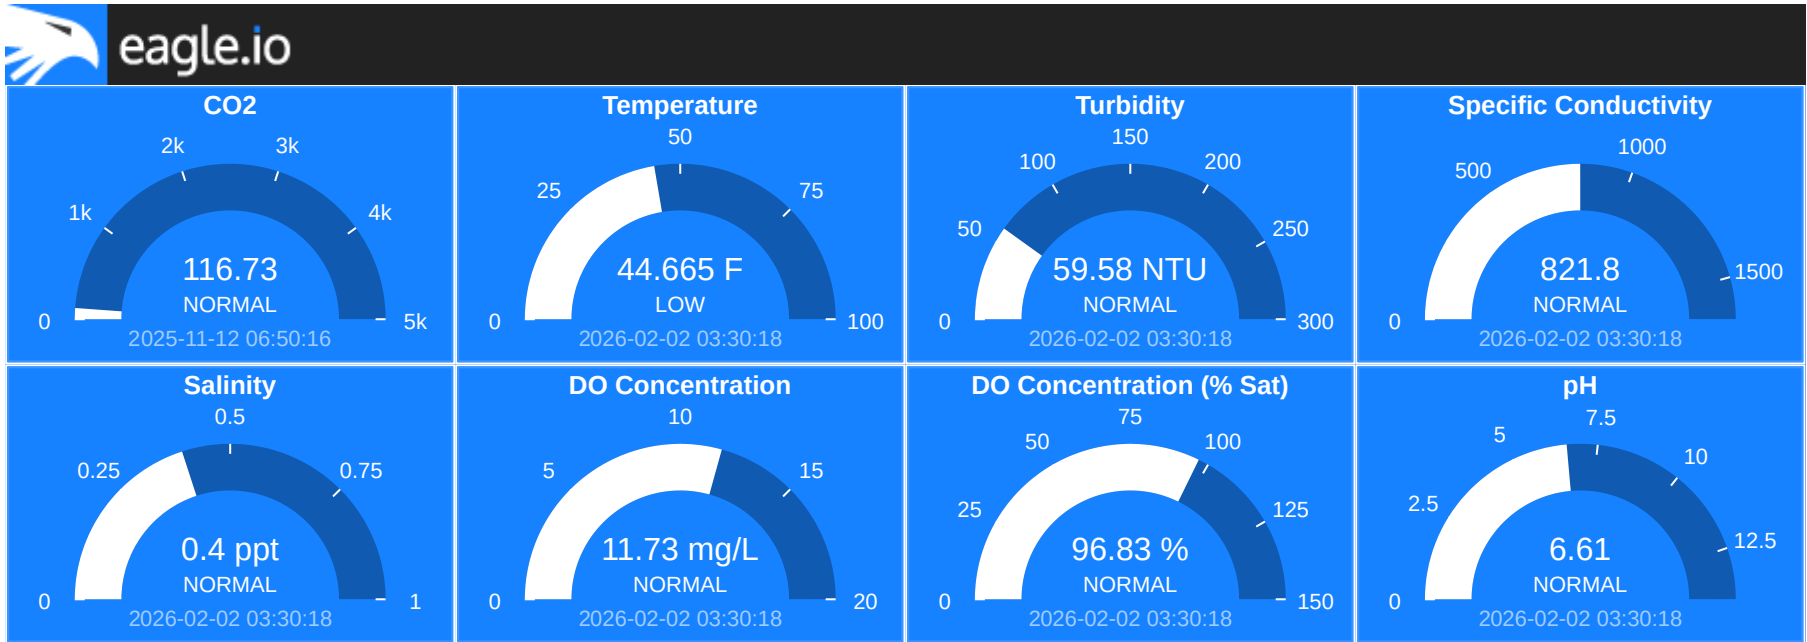 eagle.io
CO2
0
1k
2k
3k
4k
5k
116.73
NORMAL
2025-11-12 06:50:16
Temperature
0
25
50
75
100
44.665 F
LOW
2026-02-02 03:30:18
Turbidity
0
50
100
150
200
250
300
59.58 NTU
NORMAL
2026-02-02 03:30:18
Specific Conductivity
0
500
1000
1500
821.8
NORMAL
2026-02-02 03:30:18
Salinity
0
0.25
0.5
0.75
1
0.4 ppt
NORMAL
2026-02-02 03:30:18
DO Concentration
0
5
10
15
20
11.73 mg/L
NORMAL
2026-02-02 03:30:18
DO Concentration (% Sat)
0
25
50
75
100
125
150
96.83 %
NORMAL
2026-02-02 03:30:18
pH
0
2.5
5
7.5
10
12.5
6.61
NORMAL
2026-02-02 03:30:18